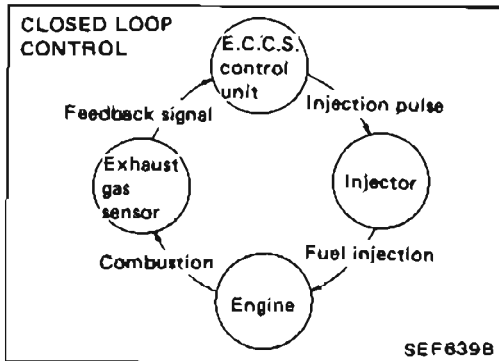 CLOSED LOOP
CONTROL
E.C.C.S.
control
unit
Feedback signal
Injection pulse
Exhaust
gas
sensor
Injector
Combustion
Fuel injection
Engine
SEF639B